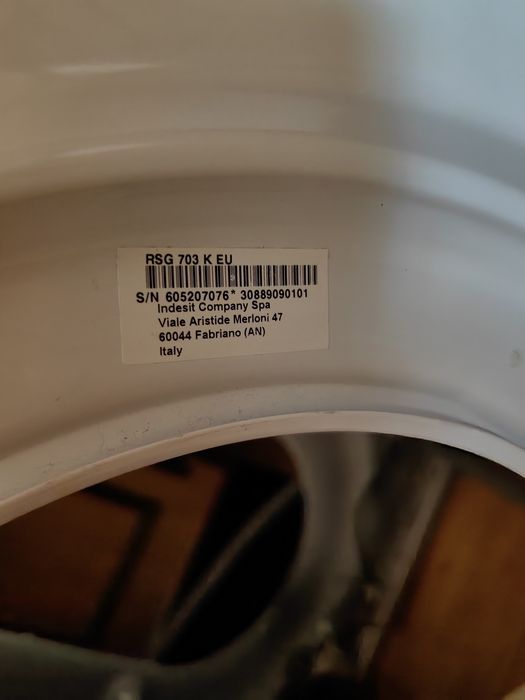 RSG 703 K EU
S/N 605207076* 30889090101
Indesit Company Spa
Viale Aristide Merloni 47
60044 Fabriano (AN)
Italy